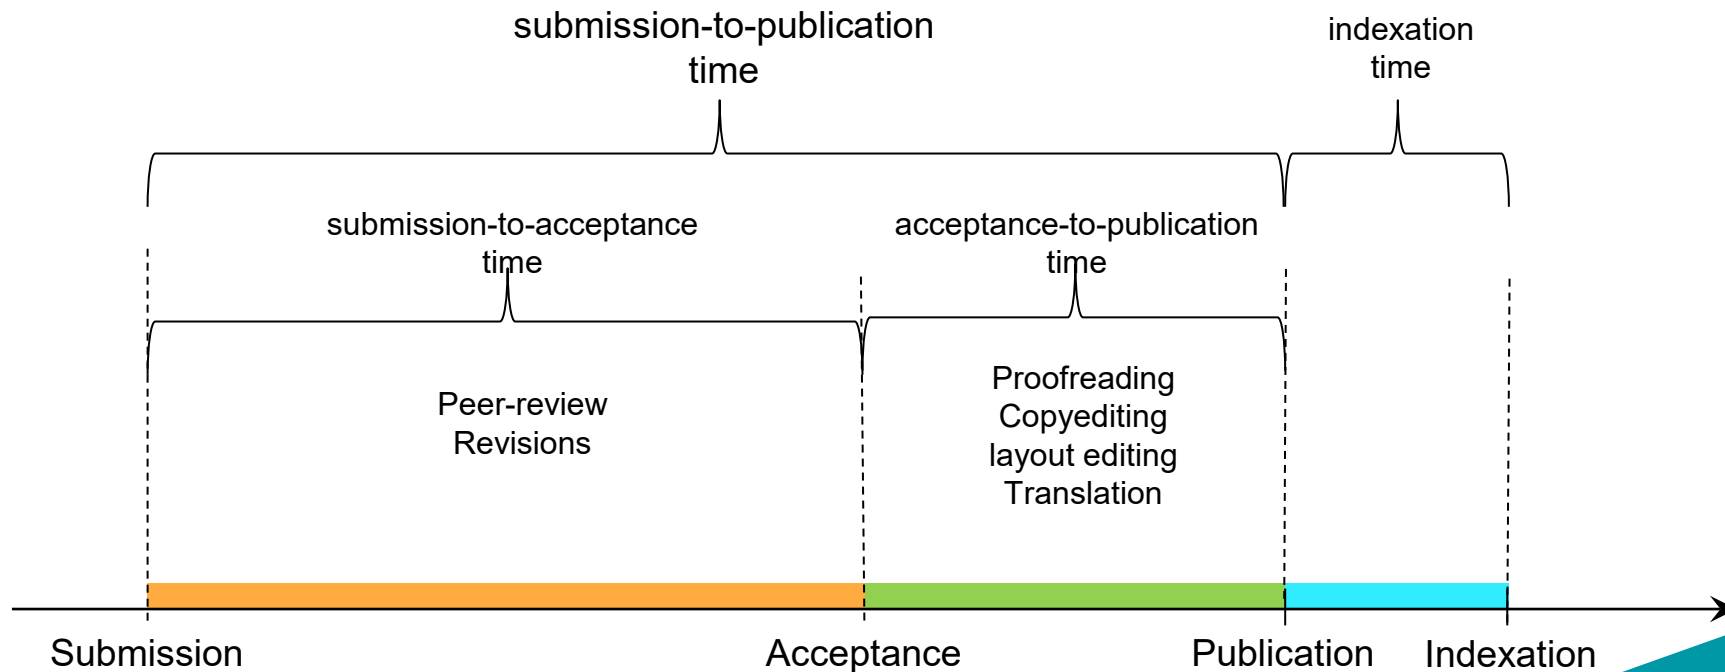 submission-to-publication
time
indexation
time
submission-to-acceptance
time
acceptance-to-publication
time
Peer-review
Revisions
Proofreading
Copyediting
layout editing
Translation
Submission
Acceptance
Publication
Indexation